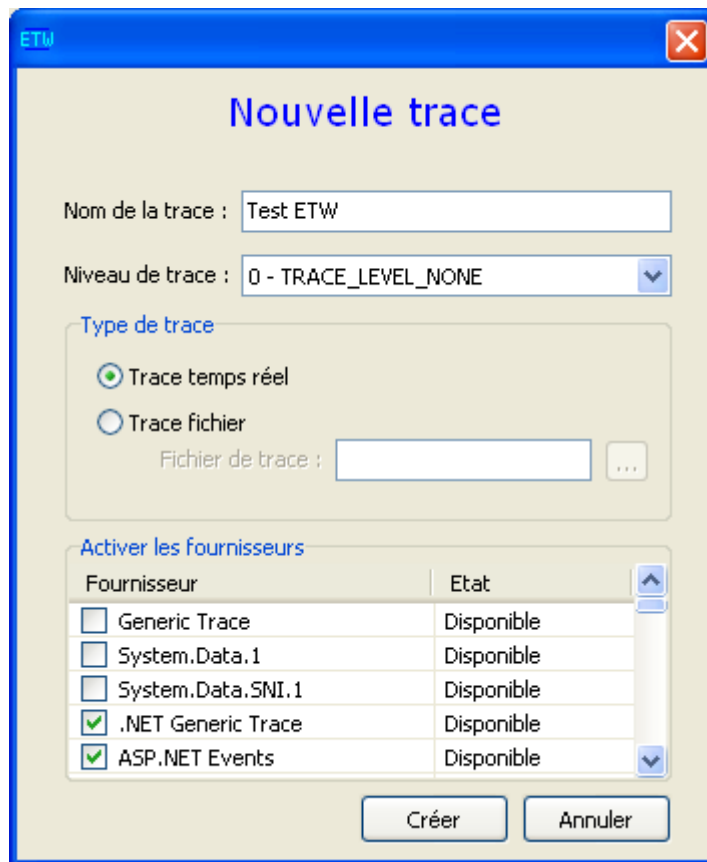 ETW
Nouvelle trace
Nom de la trace : Test ETW
Niveau de trace : 0 - TRACE_LEVEL_NONE
Type de trace
Trace temps réel
Trace fichier
Fichier de trace : ...
Activer les fournisseurs
Fournisseur Etat
Generic Trace Disponible
System.Data.1 Disponible
System.Data.SNI.1 Disponible
.NET Generic Trace Disponible
ASP.NET Events Disponible
Créer Annuler